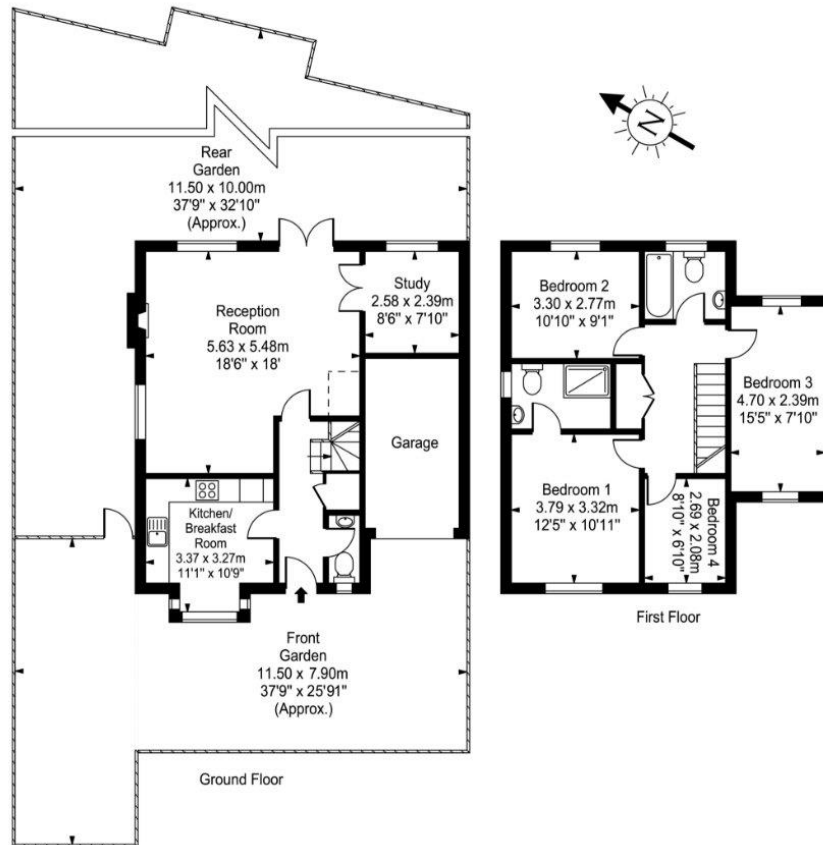 Rear
Garden
11.50 x 10.00m
37'9" x 32'10"
(Approx.)
N
Reception
Room
5.63 x 5.48m
18'6" x 18'
Study
2.58 x 2.39m
8'6" x 7'10"
Garage
Kitchen/
Breakfast
Room
3.37 x 3.27m
11'1" x 10'9"
Front
Garden
11.50 x 7.90m
37'9" x 25'91"
(Approx.)
Ground Floor
Bedroom 2
3.30 x 2.77m
10'10" x 9'1"
Bedroom 3
4.70 x 2.39m
15'5" x 7'10"
Bedroom 1
3.79 x 3.32m
12'5" x 10'11"
Bedroom 4
2.69 x 2.08m
8'10" x 6'10"
First Floor